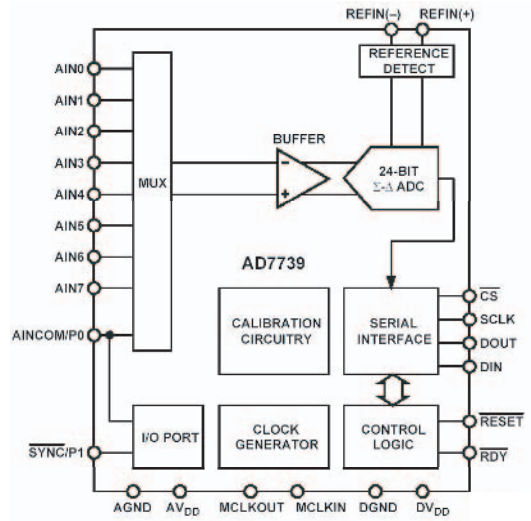 REFIN(–) REFIN(+)
REFERENCE
DETECT
AIN0
AIN1
AIN2
AIN3
AIN4
AIN5
AIN6
AIN7
AINCOM/P0
SYNC/P1
MUX
BUFFER
–
+
24-BIT
Σ-Δ ADC
AD7739
CALIBRATION
CIRCUITRY
SERIAL
INTERFACE
CS
SCLK
DOUT
DIN
I/O PORT
CLOCK
GENERATOR
CONTROL
LOGIC
RESET
RDY
AGND AVDD MCLKOUT MCLKIN DGND DVDD